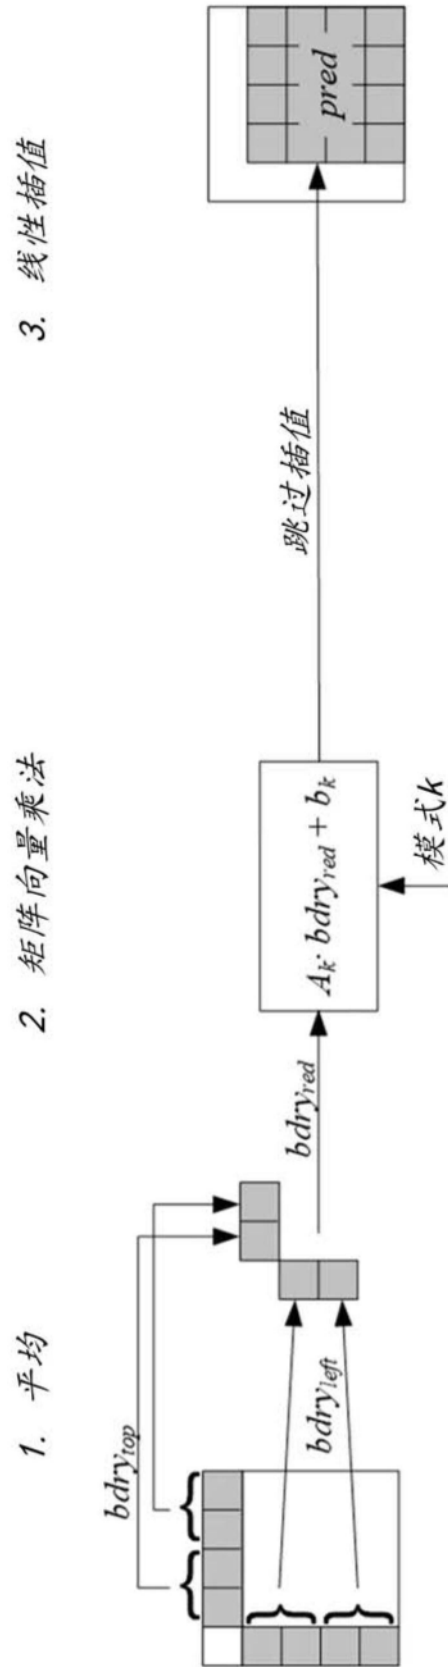 1. 平均
2. 矩阵向量乘法
3. 线性插值
bdry_top
bdry_left
bdry_red
A_k· bdry_red + b_k
模式k
跳过插值
pred